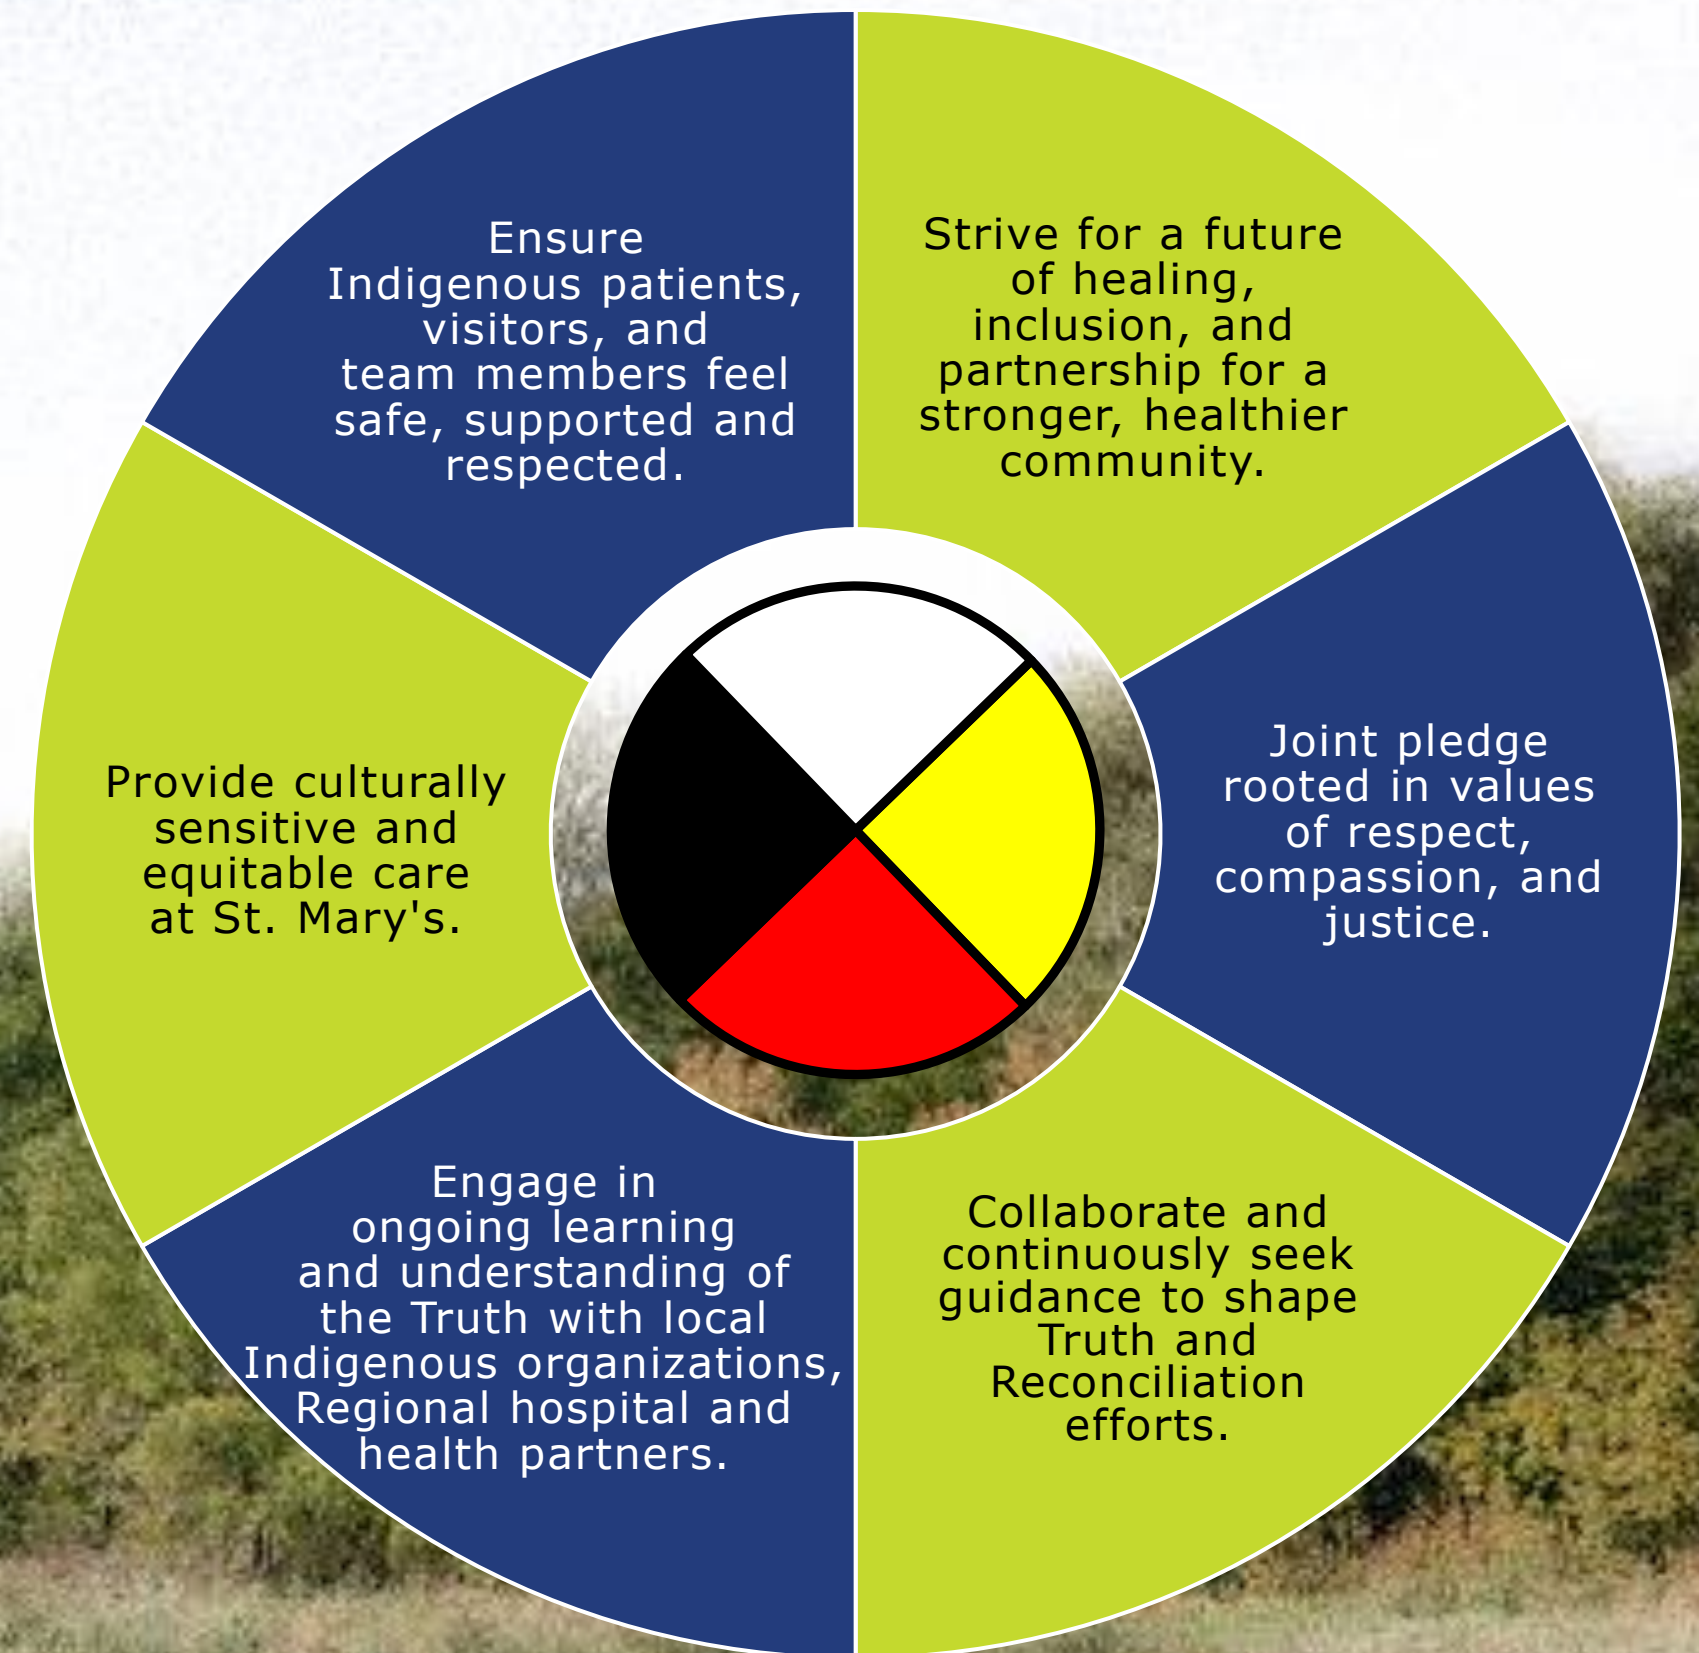 Strive for a future
of healing,
inclusion, and
partnership for a
stronger, healthier
community.
Joint pledge
rooted in values
of respect,
compassion, and
justice.
Collaborate and
continuously seek
guidance to shape
Truth and
Reconciliation
efforts.
Engage in
ongoing learning
and understanding of
the Truth with local
Indigenous organizations,
Regional hospital and
health partners.
Provide culturally
sensitive and
equitable care
at St. Mary's.
Ensure
Indigenous patients,
visitors, and
team members feel
safe, supported and
respected.